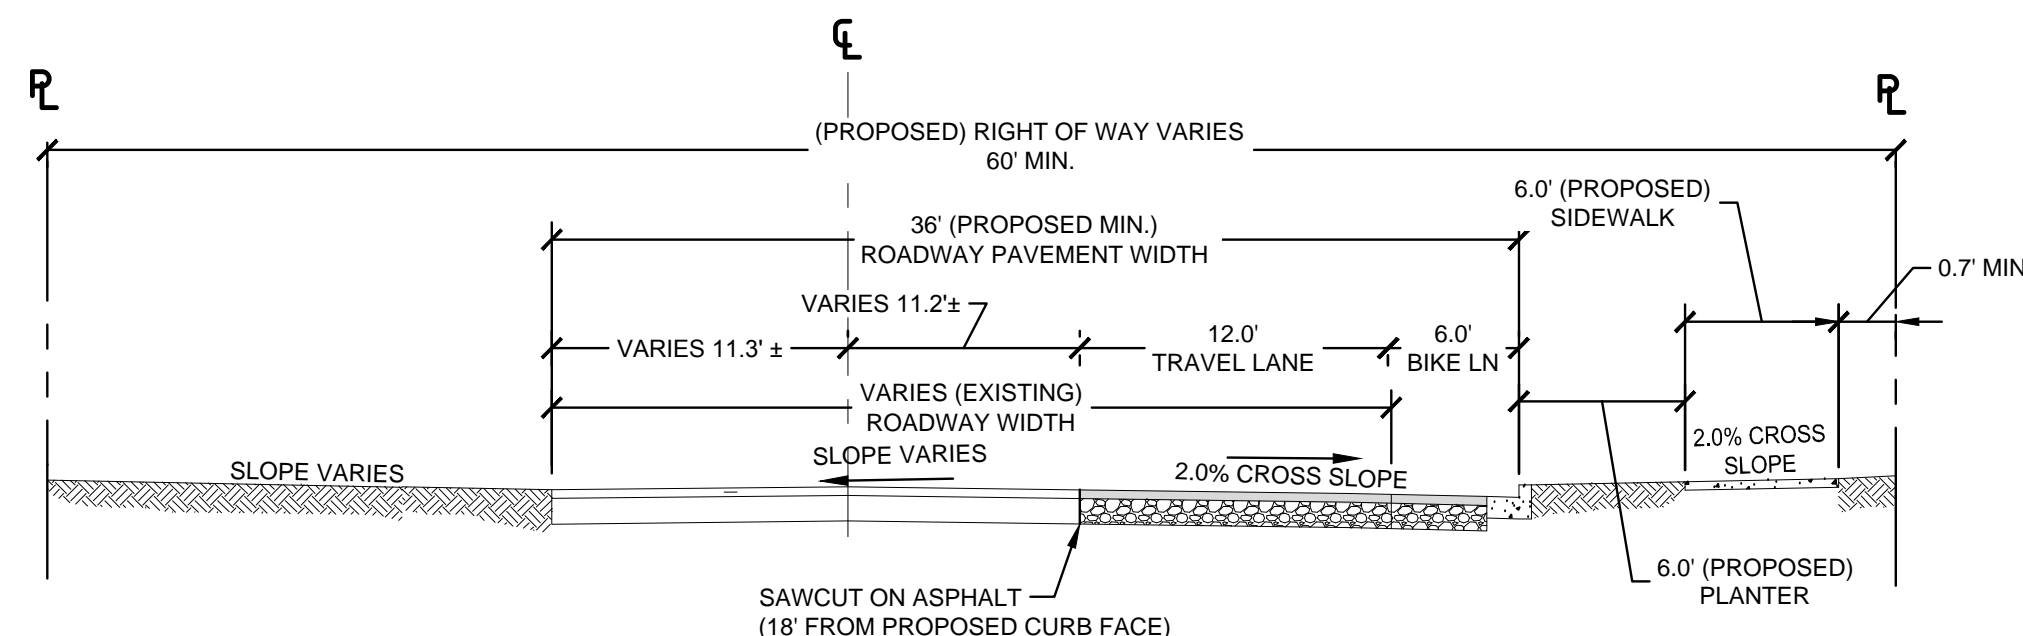 CL
PL
PL
(PROPOSED) RIGHT OF WAY VARIES
60' MIN.
6.0' (PROPOSED)
SIDEWALK
36' (PROPOSED MIN.)
ROADWAY PAVEMENT WIDTH
0.7' MIN
VARIES 11.2'±
VARIES 11.3' ±
12.0'
TRAVEL LANE
6.0'
BIKE LN
VARIES (EXISTING)
ROADWAY WIDTH
SLOPE VARIES
SLOPE VARIES
2.0% CROSS SLOPE
2.0% CROSS
SLOPE
6.0' (PROPOSED)
PLANTER
SAWCUT ON ASPHALT
(18' FROM PROPOSED CURB FACE)